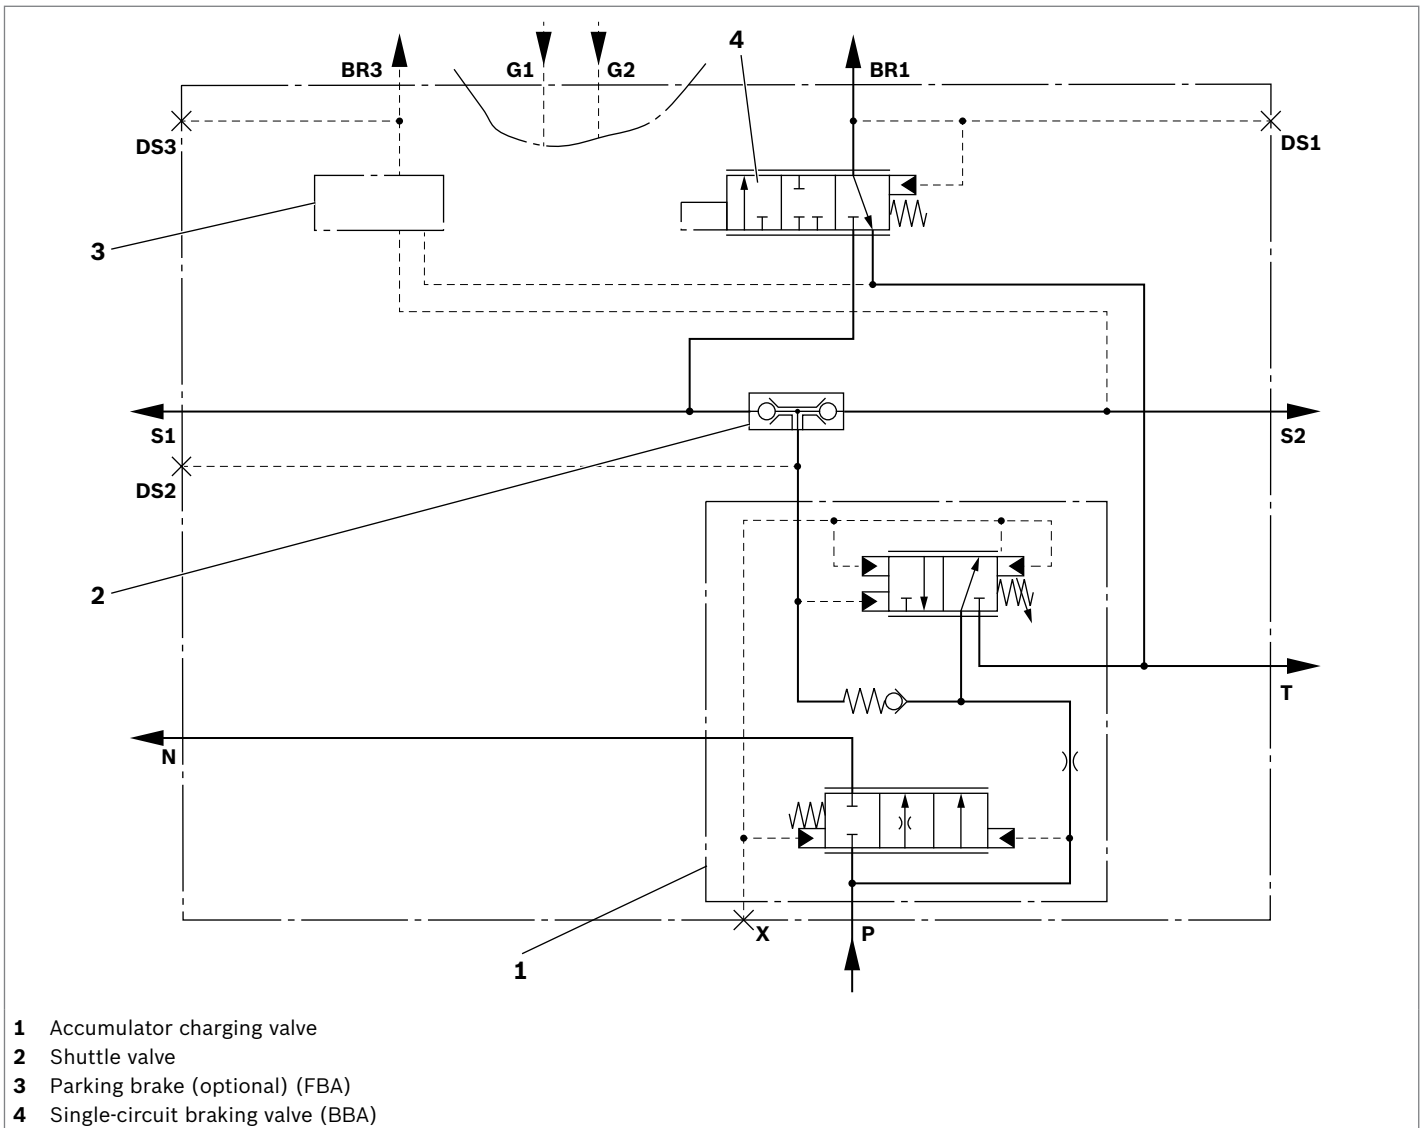 4
BR3 G1 G2 BR1
DS3 DS1
3
S1 S2
DS2
2
T
N
X P
1
1 Accumulator charging valve
2 Shuttle valve
3 Parking brake (optional) (FBA)
4 Single-circuit braking valve (BBA)